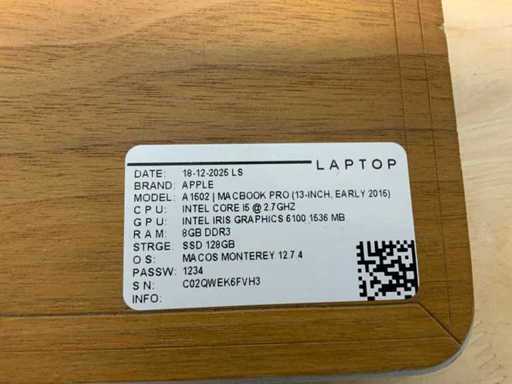 LAPTOP
DATE: 18-12-2025 LS
BRAND: APPLE
MODEL: A1502 | MACBOOK PRO (13-INCH, EARLY 2015)
CPU: INTEL CORE I5 @ 2.7GHZ
GPU: INTEL IRIS GRAPHICS 6100 1536 MB
RAM: 8GB DDR3
STRGE: SSD 128GB
OS: MACOS MONTEREY 12.7.4
PASSW: 1234
SN: C02QWEK6FVH3
INFO: